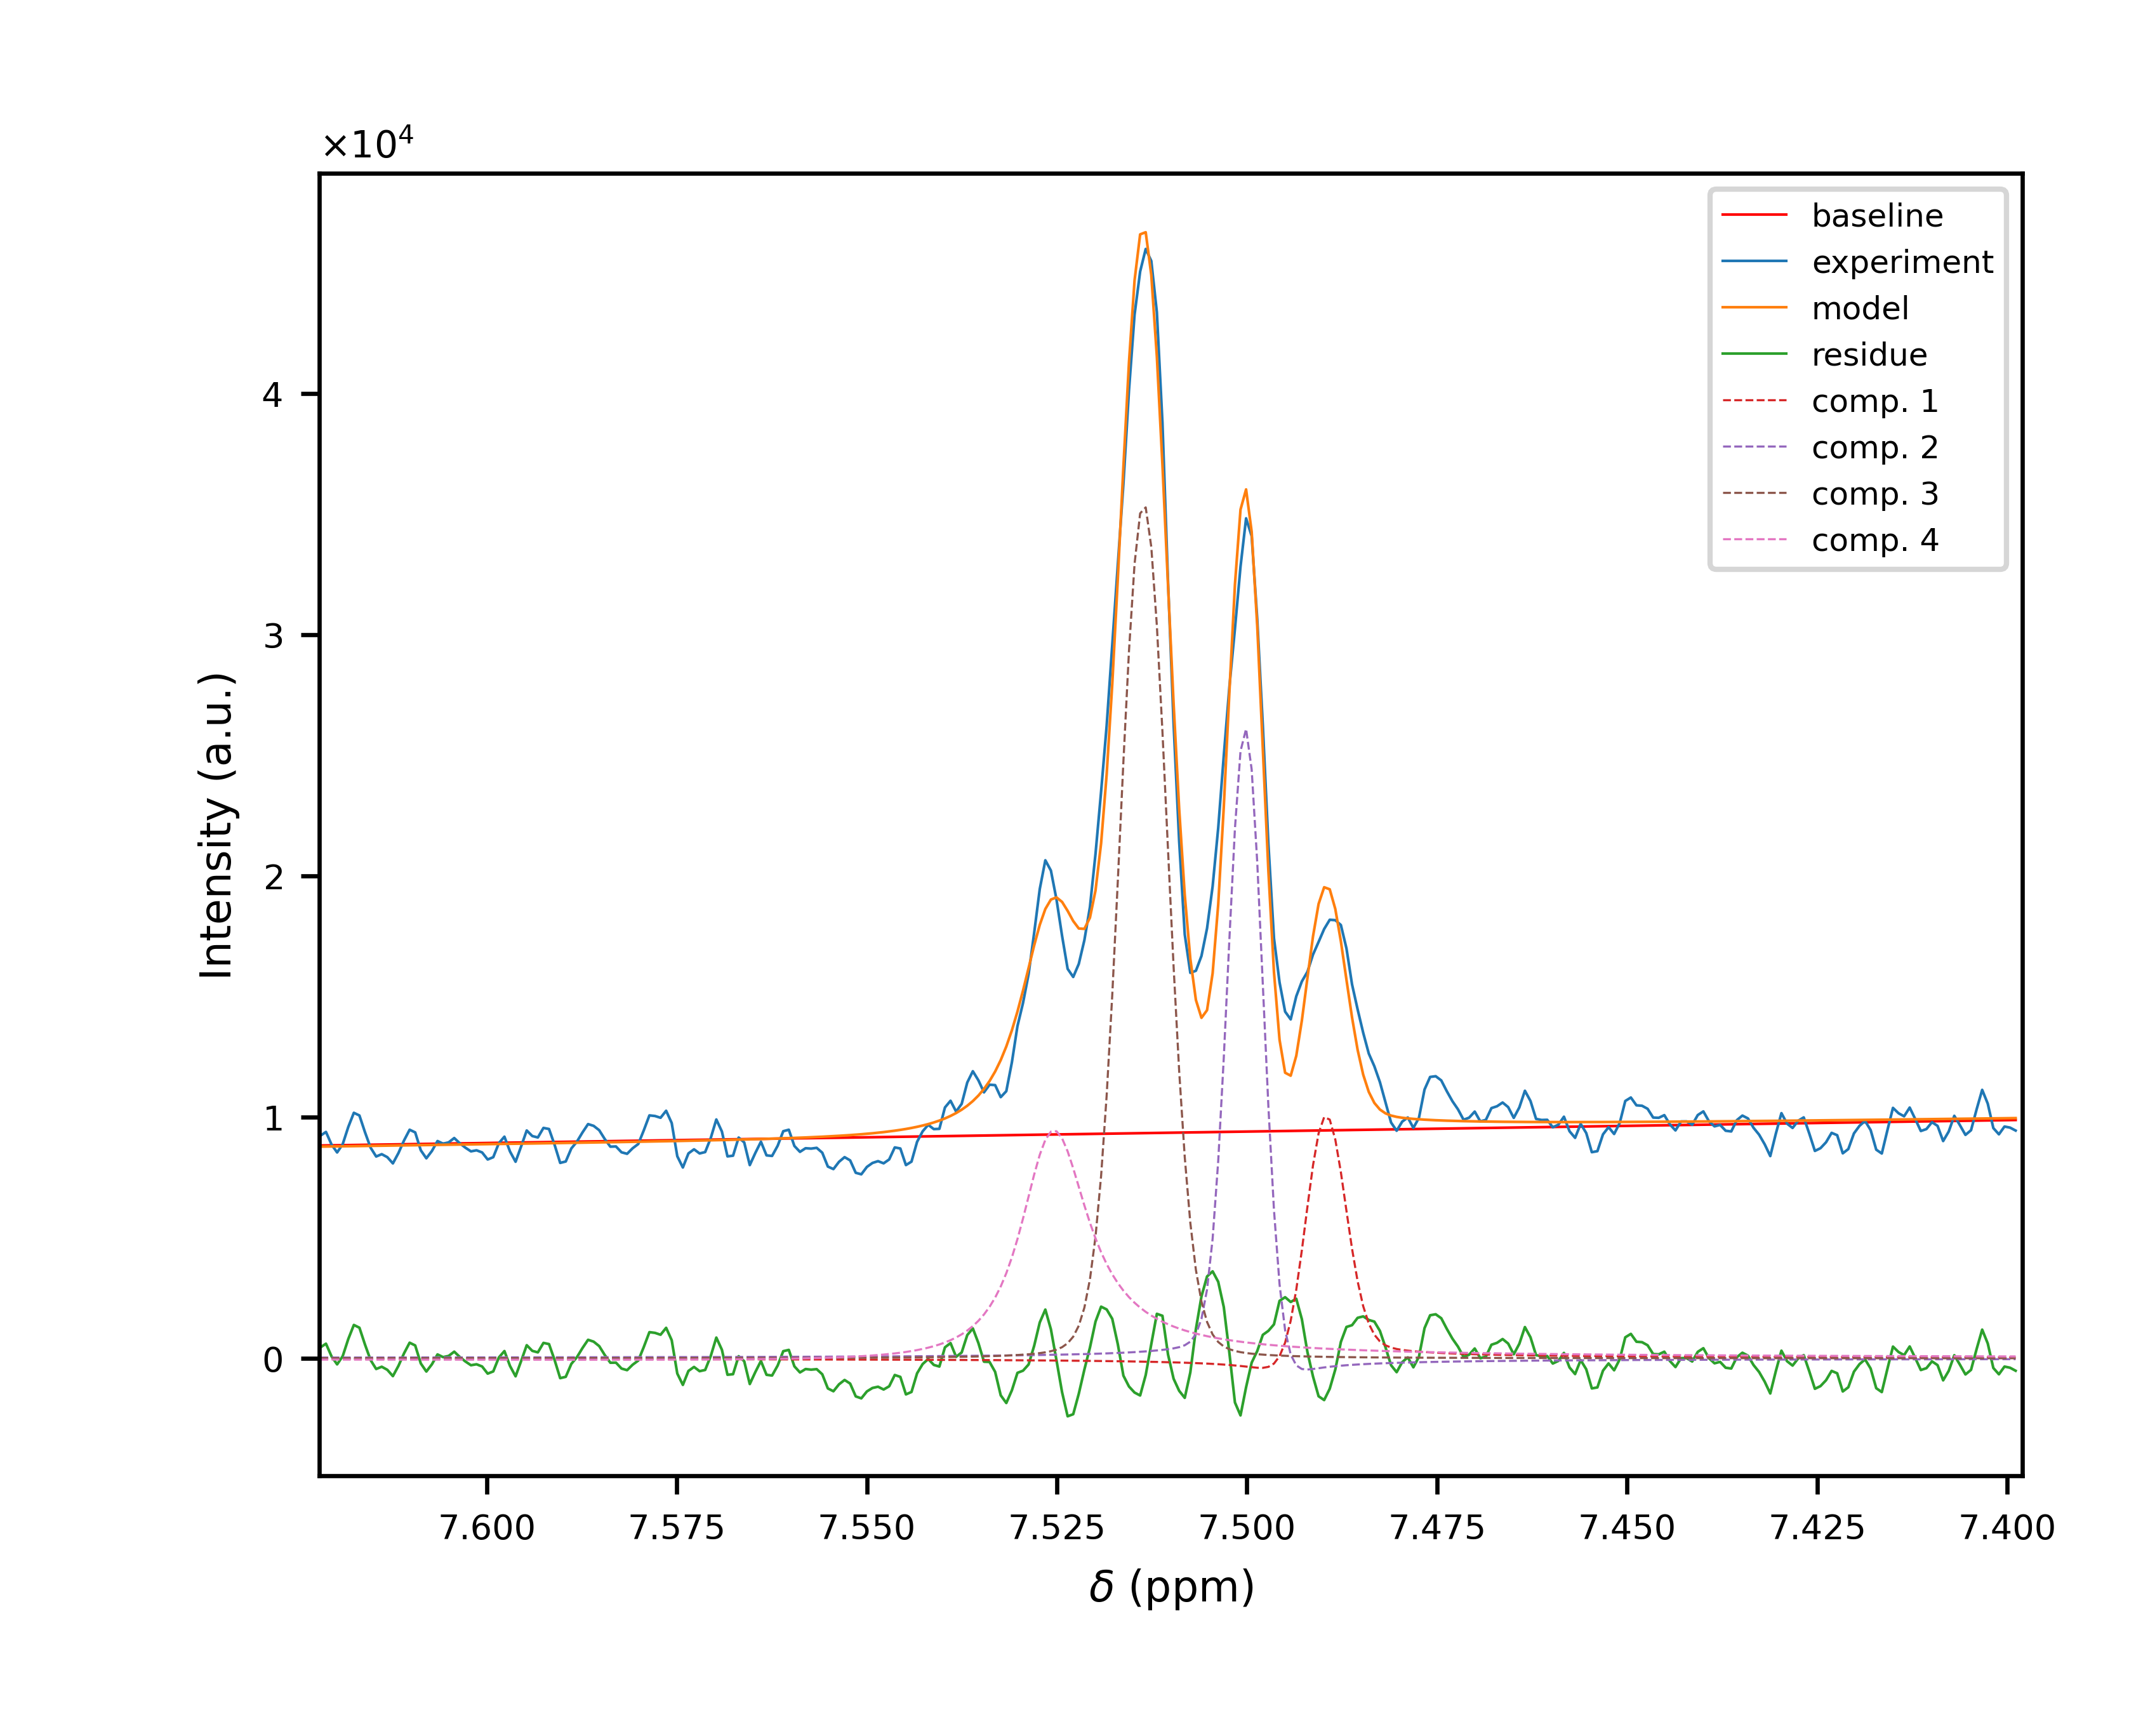 ×10⁴
baseline
experiment
model
residue
comp. 1
comp. 2
comp. 3
comp. 4
4
3
2
1
0
Intensity (a.u.)
7.600 7.575 7.550 7.525 7.500 7.475 7.450 7.425 7.400
δ (ppm)